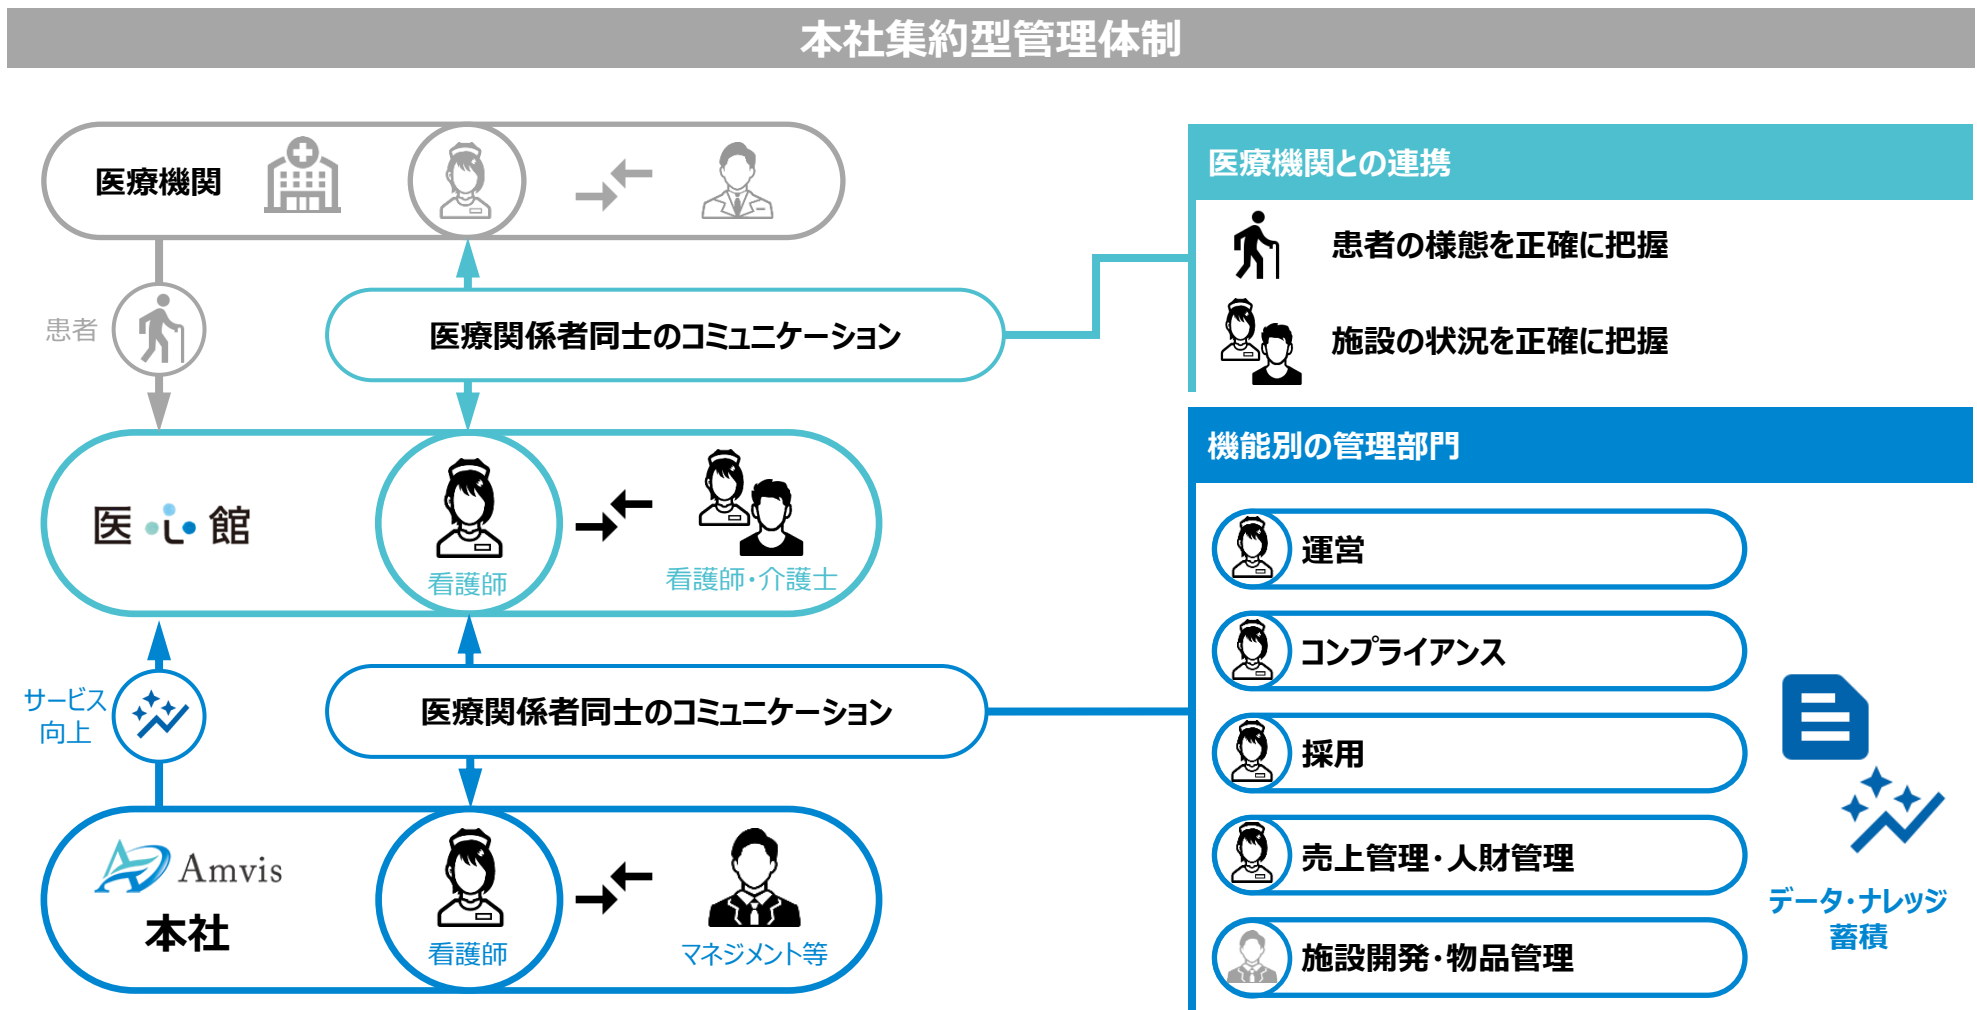 本社集約型管理体制
医療機関
患者
医療関係者同士のコミュニケーション
医心館
看護師
看護師・介護士
サービス
向上
医療関係者同士のコミュニケーション
Amvis
本社
看護師
マネジメント等
医療機関との連携
患者の様態を正確に把握
施設の状況を正確に把握
機能別の管理部門
運営
コンプライアンス
採用
売上管理・人財管理
施設開発・物品管理
データ・ナレッジ
蓄積